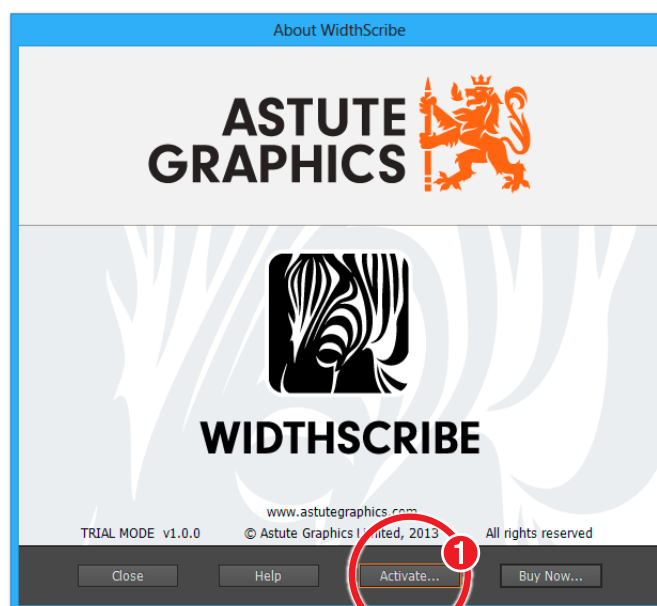 About WidthScribe
ASTUTE
GRAPHICS
WIDTHSCRIBE
www.astutegraphics.com
TRIAL MODE v1.0.0 © Astute Graphics Limited, 2013 All rights reserved
1
Close Help Activate... Buy Now...